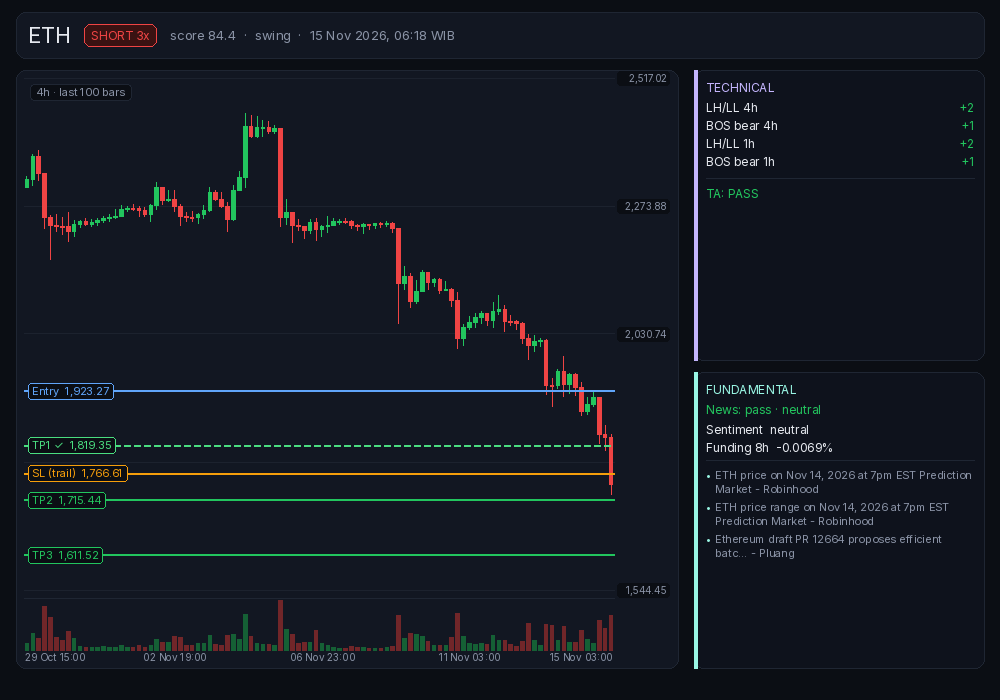 ETH SHORT 3x score 84.4 · swing · 15 Nov 2026, 06:18 WIB
4h · last 100 bars
2,517.02
2,273.88
2,030.74
Entry 1,923.27
TP1 ✓ 1,819.35
SL (trail) 1,766.61
TP2 1,715.44
TP3 1,611.52
1,544.45
29 Oct 15:00 02 Nov 19:00 06 Nov 23:00 11 Nov 03:00 15 Nov 03:00
TECHNICAL
LH/LL 4h +2
BOS bear 4h +1
LH/LL 1h +2
BOS bear 1h +1
TA: PASS
FUNDAMENTAL
News: pass · neutral
Sentiment neutral
Funding 8h -0.0069%
• ETH price on Nov 14, 2026 at 7pm EST Prediction
Market - Robinhood
• ETH price range on Nov 14, 2026 at 7pm EST
Prediction Market - Robinhood
• Ethereum draft PR 12664 proposes efficient
batc... - Pluang